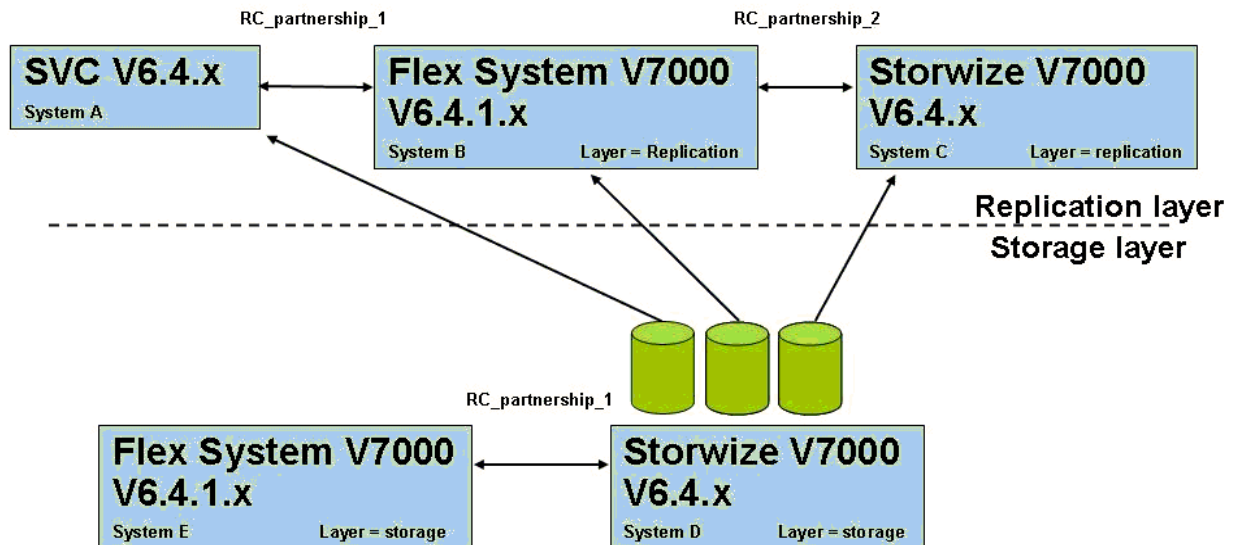 RC_partnership_1
RC_partnership_2
SVC V6.4.x
System A
Flex System V7000
V6.4.1.x
System B Layer = Replication
Storwize V7000
V6.4.x
System C Layer = replication
Replication layer
Storage layer
RC_partnership_1
Flex System V7000
V6.4.1.x
System E Layer = storage
Storwize V7000
V6.4.x
System D Layer = storage